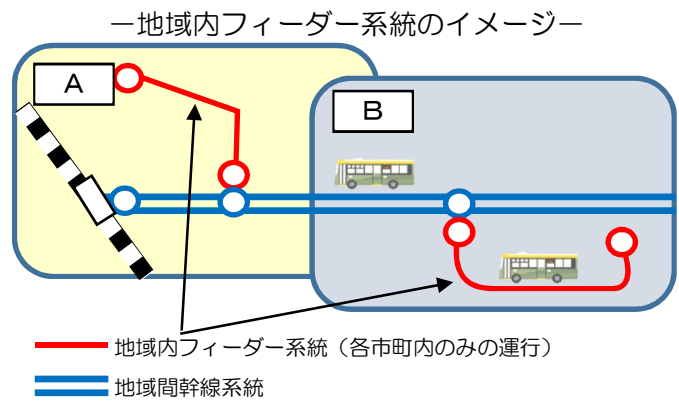 ―地域内フィーダー系統のイメージ―
A
B
地域内フィーダー系統（各市町内のみの運行）
地域間幹線系統